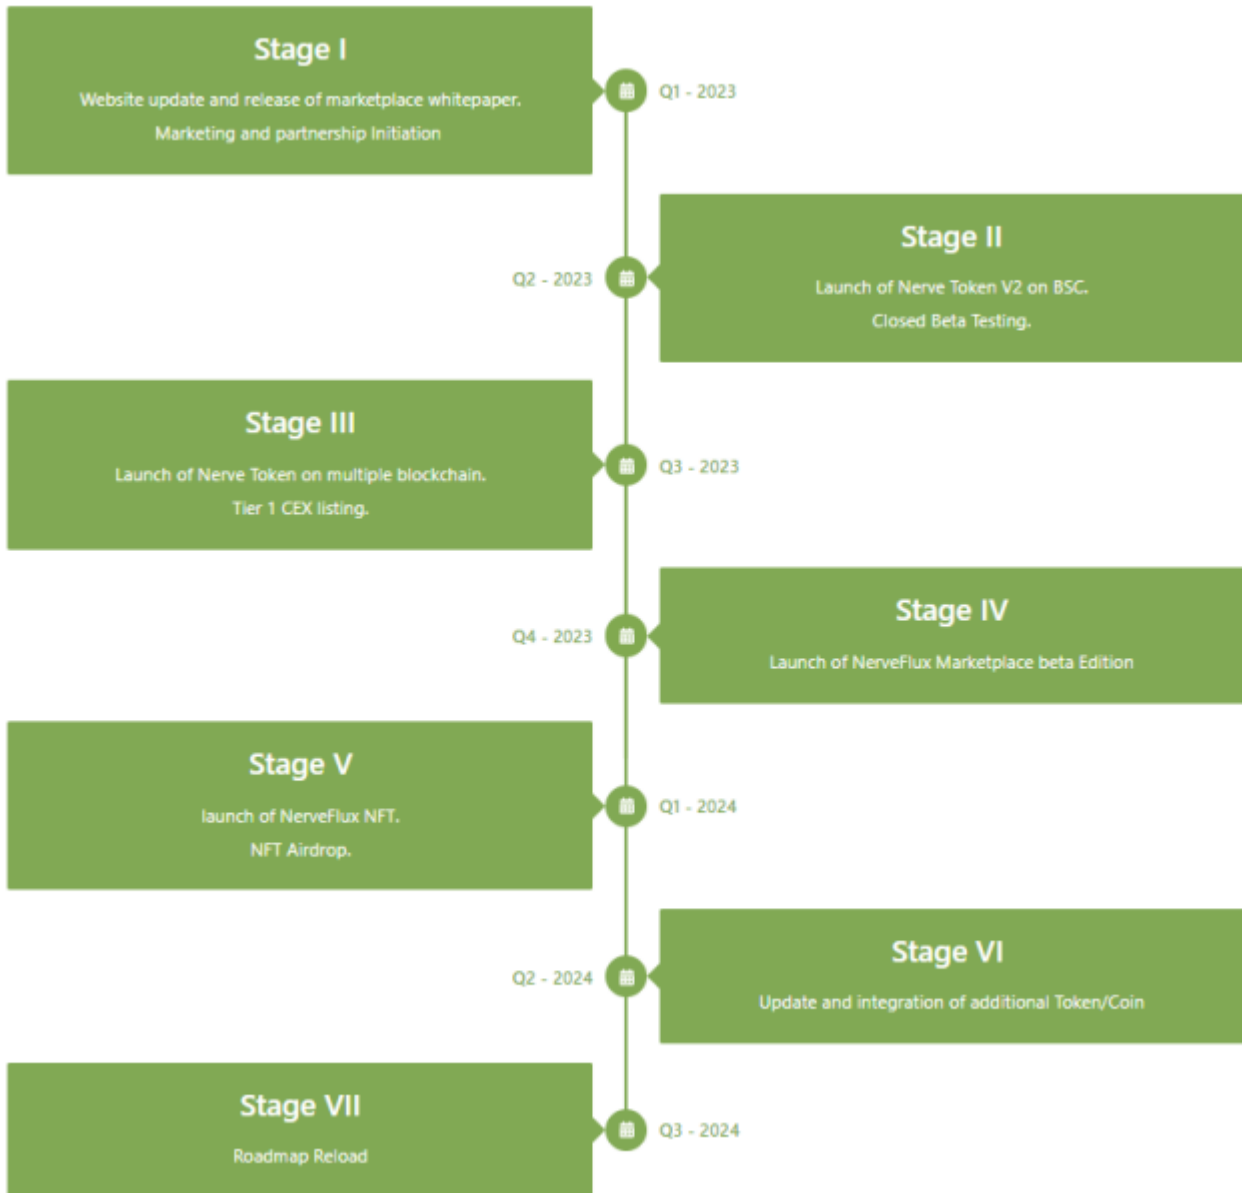 Stage I
Website update and release of marketplace whitepaper.
Marketing and partnership Initiation
Q1 - 2023
Stage II
Launch of Nerve Token V2 on BSC.
Closed Beta Testing.
Q2 - 2023
Stage III
Launch of Nerve Token on multiple blockchain.
Tier 1 CEX listing.
Q3 - 2023
Stage IV
Launch of NerveFlux Marketplace beta Edition
Q4 - 2023
Stage V
launch of NerveFlux NFT.
NFT Airdrop.
Q1 - 2024
Stage VI
Update and integration of additional Token/Coin
Q2 - 2024
Stage VII
Roadmap Reload
Q3 - 2024